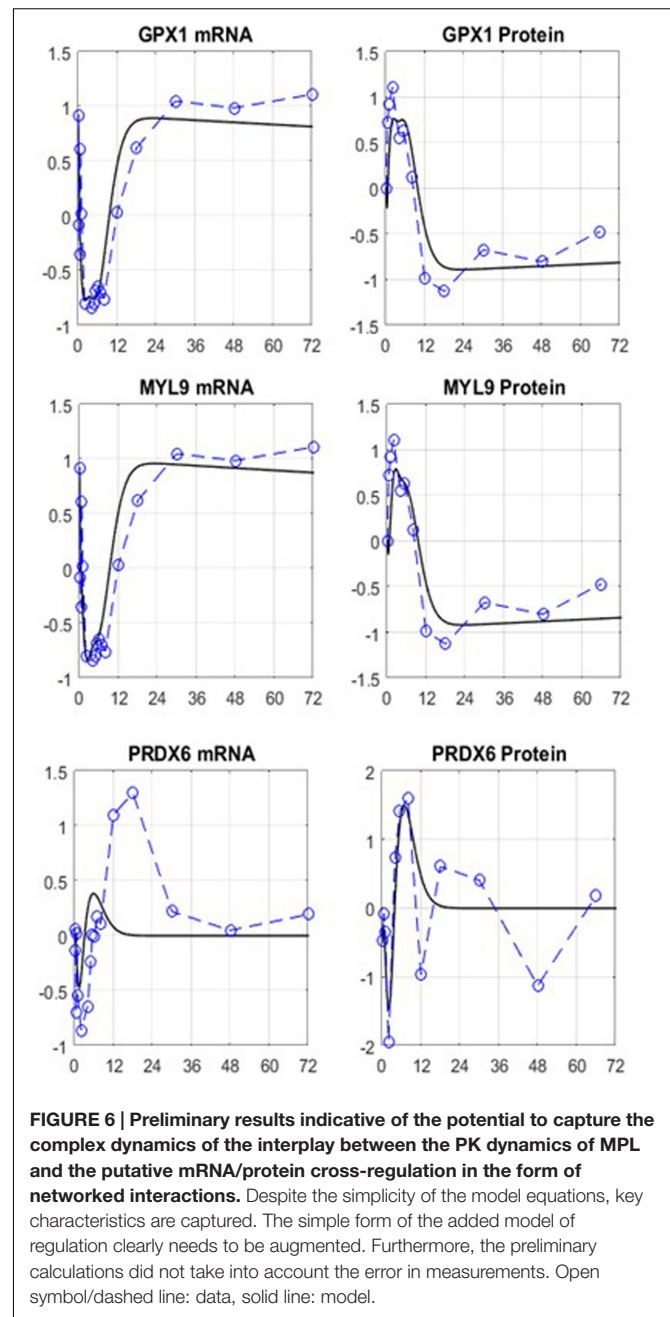 GPX1 mRNA
1.5
1
0.5
0
-0.5
-1
0 12 24 36 48 60 72
GPX1 Protein
1.5
1
0.5
0
-0.5
-1
-1.5
0 12 24 36 48 60 72
MYL9 mRNA
1.5
1
0.5
0
-0.5
-1
0 12 24 36 48 60 72
MYL9 Protein
1.5
1
0.5
0
-0.5
-1
-1.5
0 12 24 36 48 60 72
PRDX6 mRNA
1.5
1
0.5
0
-0.5
-1
0 12 24 36 48 60 72
PRDX6 Protein
2
1
0
-1
-2
0 12 24 36 48 60 72
FIGURE 6 | Preliminary results indicative of the potential to capture the
complex dynamics of the interplay between the PK dynamics of MPL
and the putative mRNA/protein cross-regulation in the form of
networked interactions. Despite the simplicity of the model equations, key
characteristics are captured. The simple form of the added model of
regulation clearly needs to be augmented. Furthermore, the preliminary
calculations did not take into account the error in measurements. Open
symbol/dashed line: data, solid line: model.